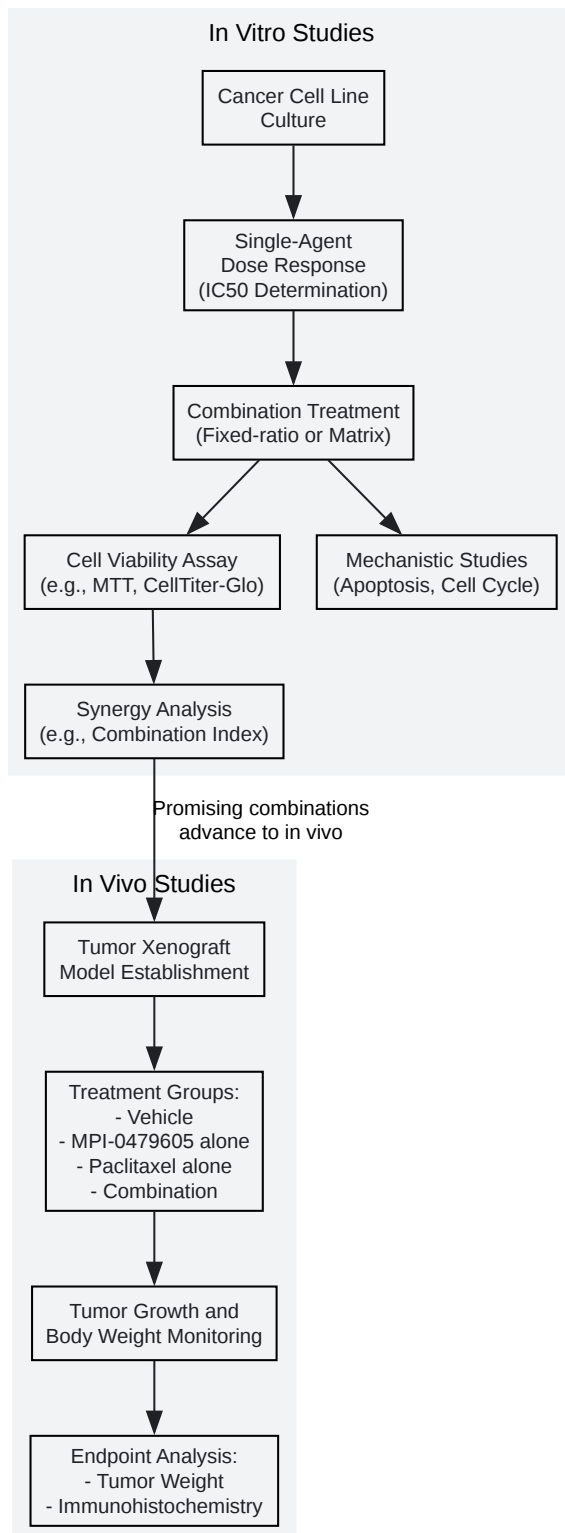 In Vitro Studies
Cancer Cell Line
Culture
Single-Agent
Dose Response
(IC50 Determination)
Combination Treatment
(Fixed-ratio or Matrix)
Cell Viability Assay
(e.g., MTT, CellTiter-Glo)
Mechanistic Studies
(Apoptosis, Cell Cycle)
Synergy Analysis
(e.g., Combination Index)
Promising combinations
advance to in vivo
In Vivo Studies
Tumor Xenograft
Model Establishment
Treatment Groups:
- Vehicle
- MPI-0479605 alone
- Paclitaxel alone
- Combination
Tumor Growth and
Body Weight Monitoring
Endpoint Analysis:
- Tumor Weight
- Immunohistochemistry